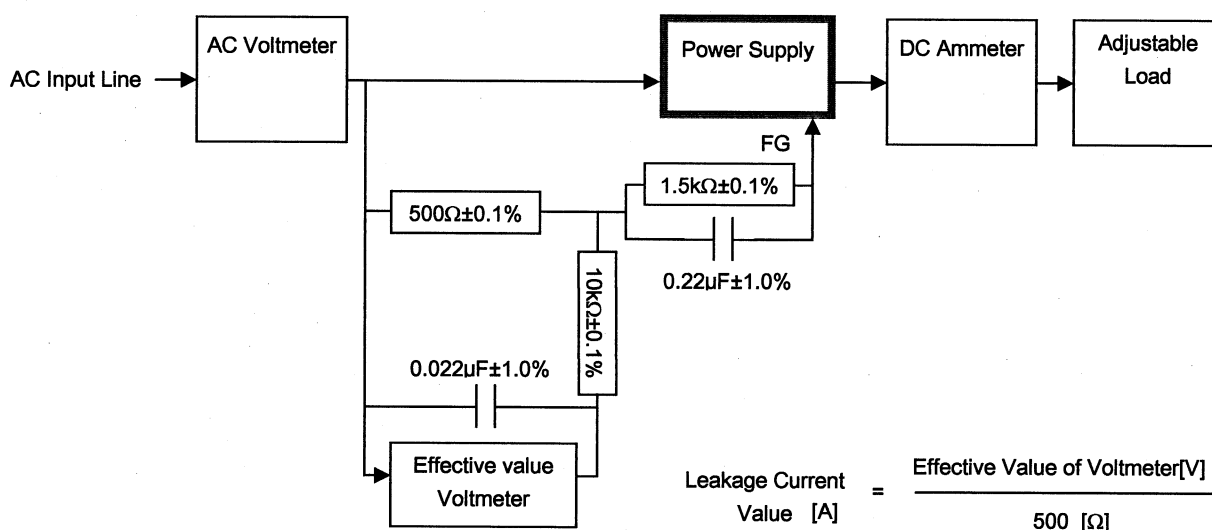 AC Voltmeter
AC Input Line
Power Supply
DC Ammeter
Adjustable
Load
FG
1.5kΩ±0.1%
500Ω±0.1%
0.22µF±1.0%
10kΩ±0.1%
0.022µF±1.0%
Effective value
Voltmeter
Leakage Current
Value [A]
=
Effective Value of Voltmeter[V]
500 [Ω]